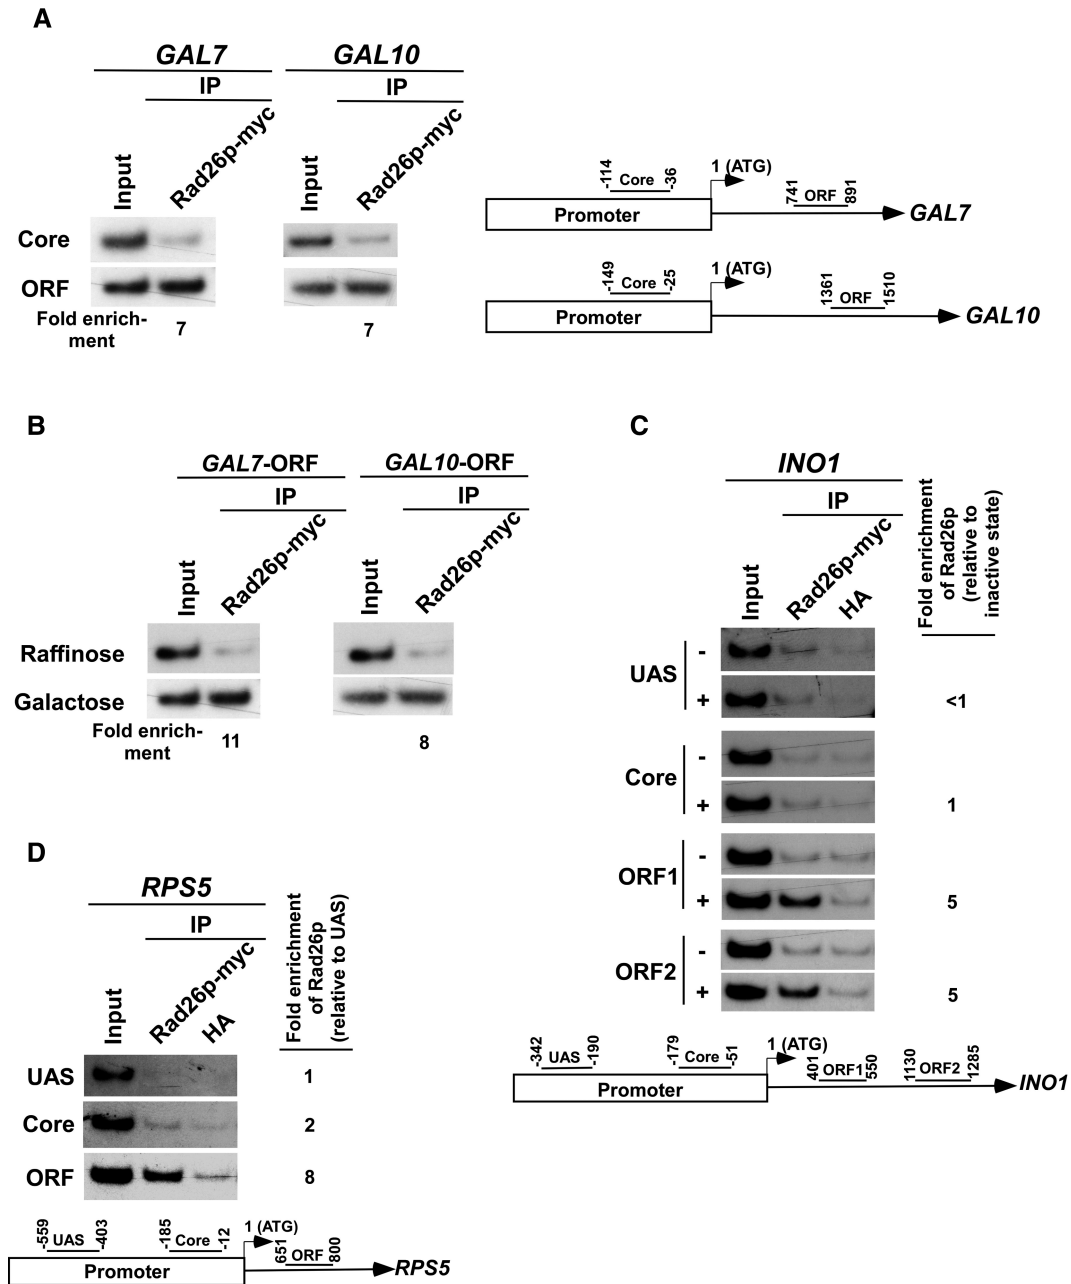 A
GAL7
GAL10
IP
IP
Input
Rad26p-myc
Input
Rad26p-myc
Core
ORF
Fold enrich-
ment
7
7
-114
Core
-36
1 (ATG)
741
ORF
891
Promoter
GAL7
-149
Core
-25
1 (ATG)
1361
ORF
1510
Promoter
GAL10
B
GAL7-ORF
GAL10-ORF
IP
IP
Input
Rad26p-myc
Input
Rad26p-myc
Raffinose
Galactose
Fold enrich-
ment
11
8
C
INO1
IP
Input
Rad26p-myc
HA
Fold enrichment
of Rad26p
(relative to
inactive state)
UAS
-
+
<1
Core
-
+
1
ORF1
-
+
5
ORF2
-
+
5
-342
UAS
-190
-179
Core
-51
1 (ATG)
401
ORF1
550
1130
ORF2
1285
Promoter
INO1
D
RPS5
IP
Input
Rad26p-myc
HA
Fold enrichment
of Rad26p
(relative to UAS)
UAS
1
Core
2
ORF
8
-559
UAS
-403
-185
Core
-12
1 (ATG)
651
ORF
800
Promoter
RPS5